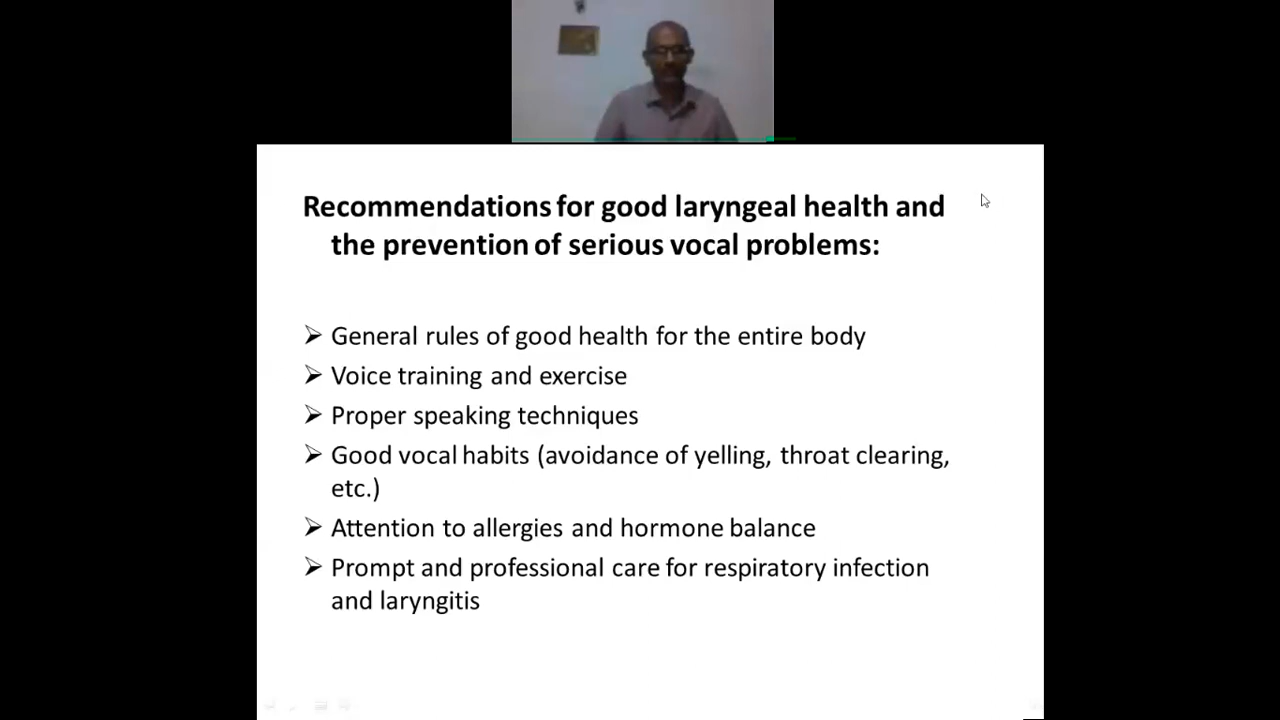 Recommendations for good laryngeal health and
the prevention of serious vocal problems:
➢ General rules of good health for the entire body
➢ Voice training and exercise
➢ Proper speaking techniques
➢ Good vocal habits (avoidance of yelling, throat clearing,
etc.)
➢ Attention to allergies and hormone balance
➢ Prompt and professional care for respiratory infection
and laryngitis